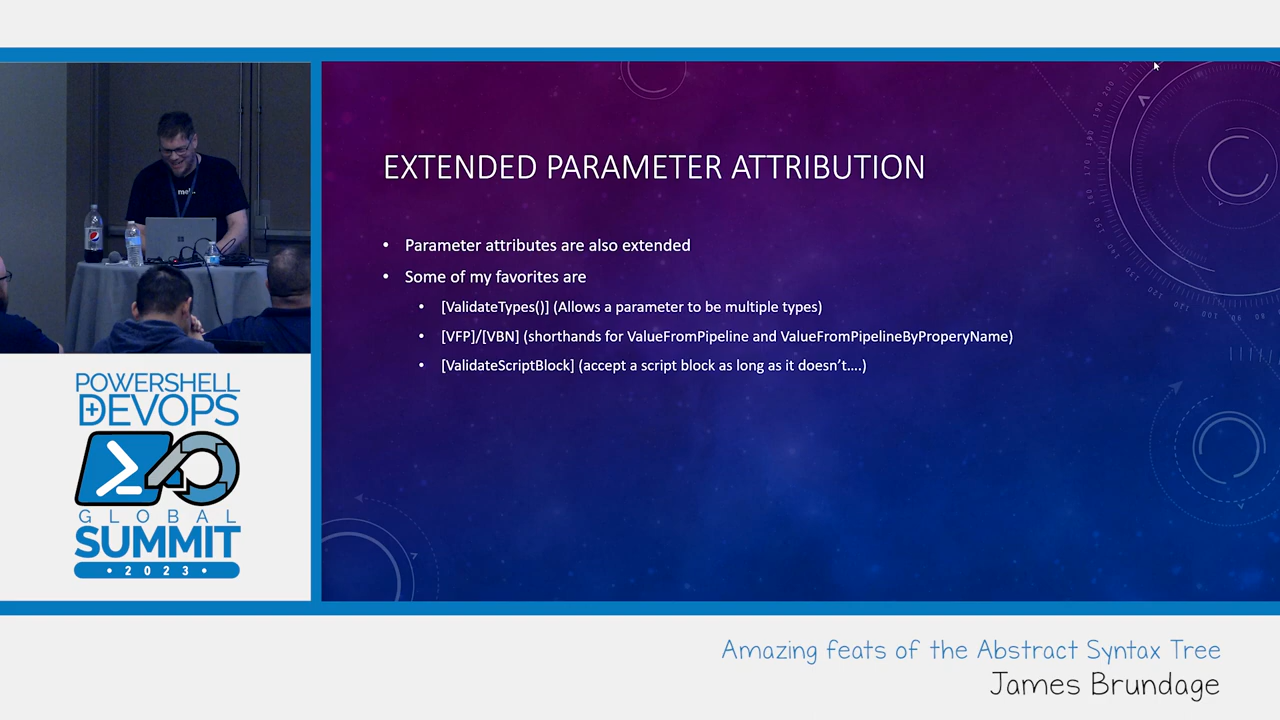 EXTENDED PARAMETER ATTRIBUTION
• Parameter attributes are also extended
• Some of my favorites are
• [ValidateTypes()] (Allows a parameter to be multiple types)
• [VFP]/[VBN] (shorthands for ValueFromPipeline and ValueFromPipelineByProperyName)
• [ValidateScriptBlock] (accept a script block as long as it doesn't....)
POWERSHELL
+DEVOPS
GLOBAL
SUMMIT
• 2023 •
Amazing feats of the Abstract Syntax Tree
James Brundage